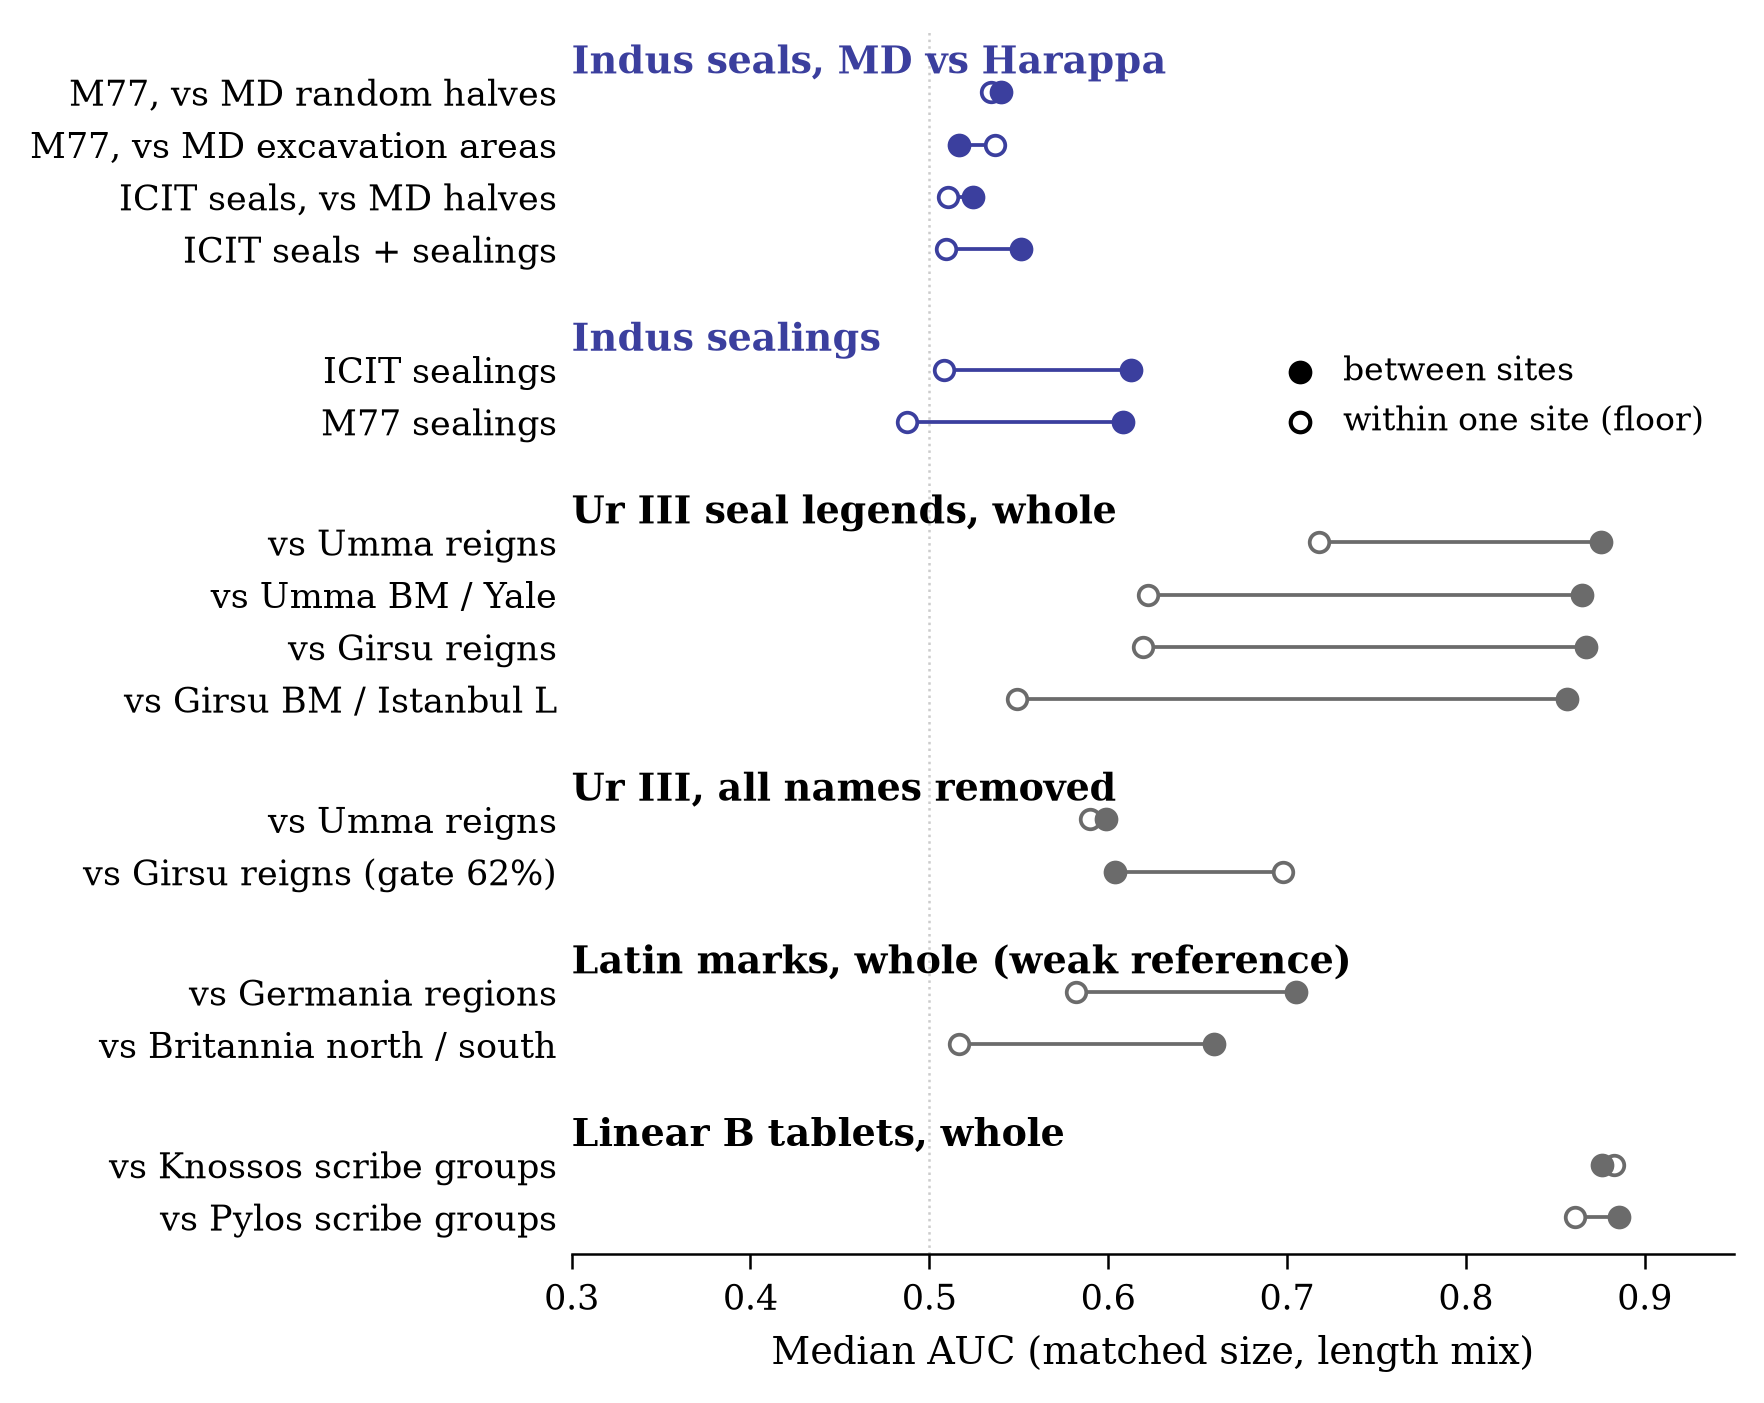 Indus seals, MD vs Harappa
M77, vs MD random halves
M77, vs MD excavation areas
ICIT seals, vs MD halves
ICIT seals + sealings
Indus sealings
ICIT sealings
M77 sealings
between sites
within one site (floor)
Ur III seal legends, whole
vs Umma reigns
vs Umma BM / Yale
vs Girsu reigns
vs Girsu BM / Istanbul L
Ur III, all names removed
vs Umma reigns
vs Girsu reigns (gate 62%)
Latin marks, whole (weak reference)
vs Germania regions
vs Britannia north / south
Linear B tablets, whole
vs Knossos scribe groups
vs Pylos scribe groups
0.3 0.4 0.5 0.6 0.7 0.8 0.9
Median AUC (matched size, length mix)